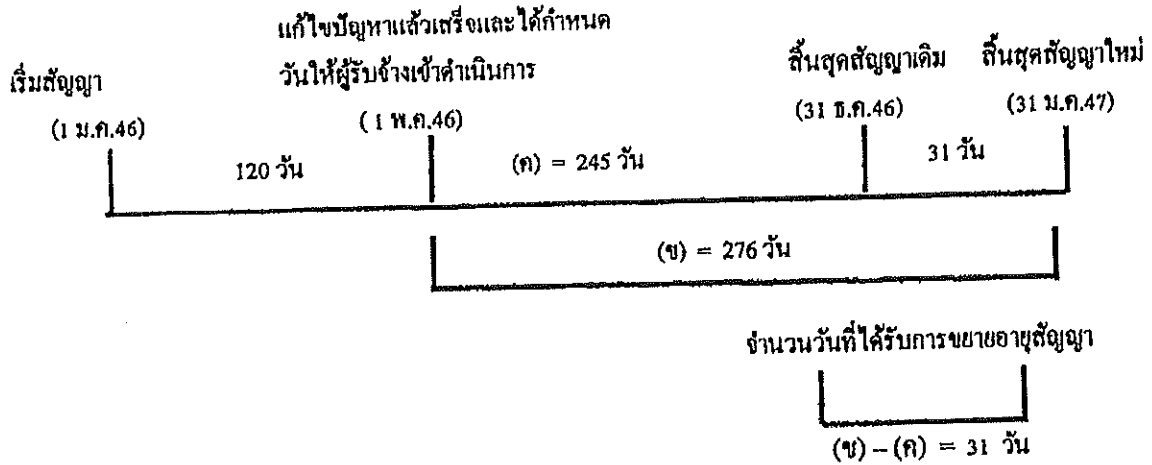 แก้ไขปัญหาแล้วเสร็จและได้กำหนด
วันให้ผู้รับจ้างเข้าดำเนินการ
เริ่มสัญญา
สิ้นสุดสัญญาเดิม สิ้นสุดสัญญาใหม่
(1 ม.ค.46) ( 1 พ.ค.46) (31 ธ.ค.46) (31 ม.ค.47)
120 วัน (ค) = 245 วัน 31 วัน
(ข) = 276 วัน
จำนวนวันที่ได้รับการขยายอายุสัญญา
(ข) – (ค) = 31 วัน